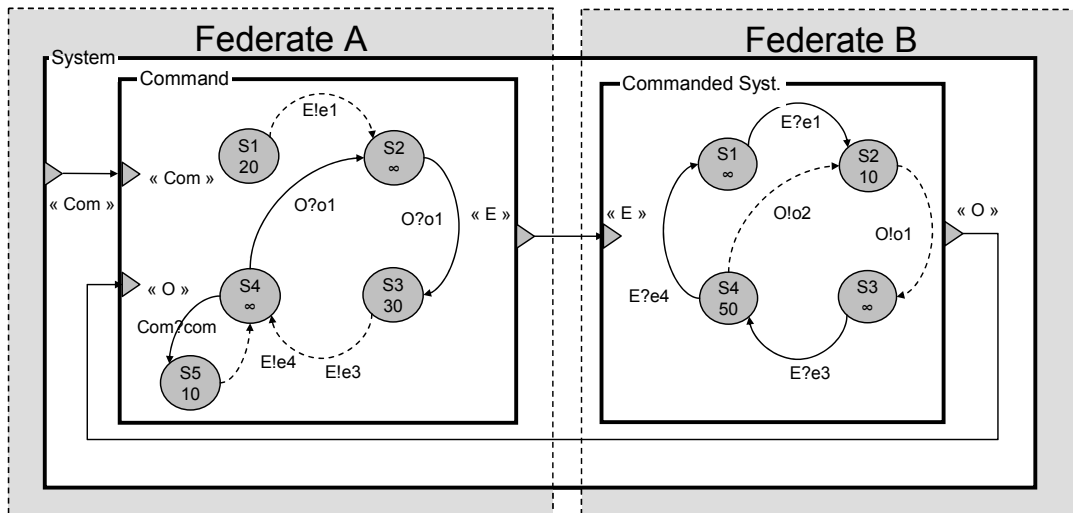 Federate A
Federate B
System
Command
Commanded Syst.
E!e1
S1
20
S2
∞
« Com »
« Com »
O?o1
O?o1
« E »
« O »
S4
∞
S3
30
Com?com
E!e4
E!e3
S5
10
E?e1
S1
∞
S2
10
« E »
O!o2
O!o1
« O »
E?e4
S4
50
S3
∞
E?e3